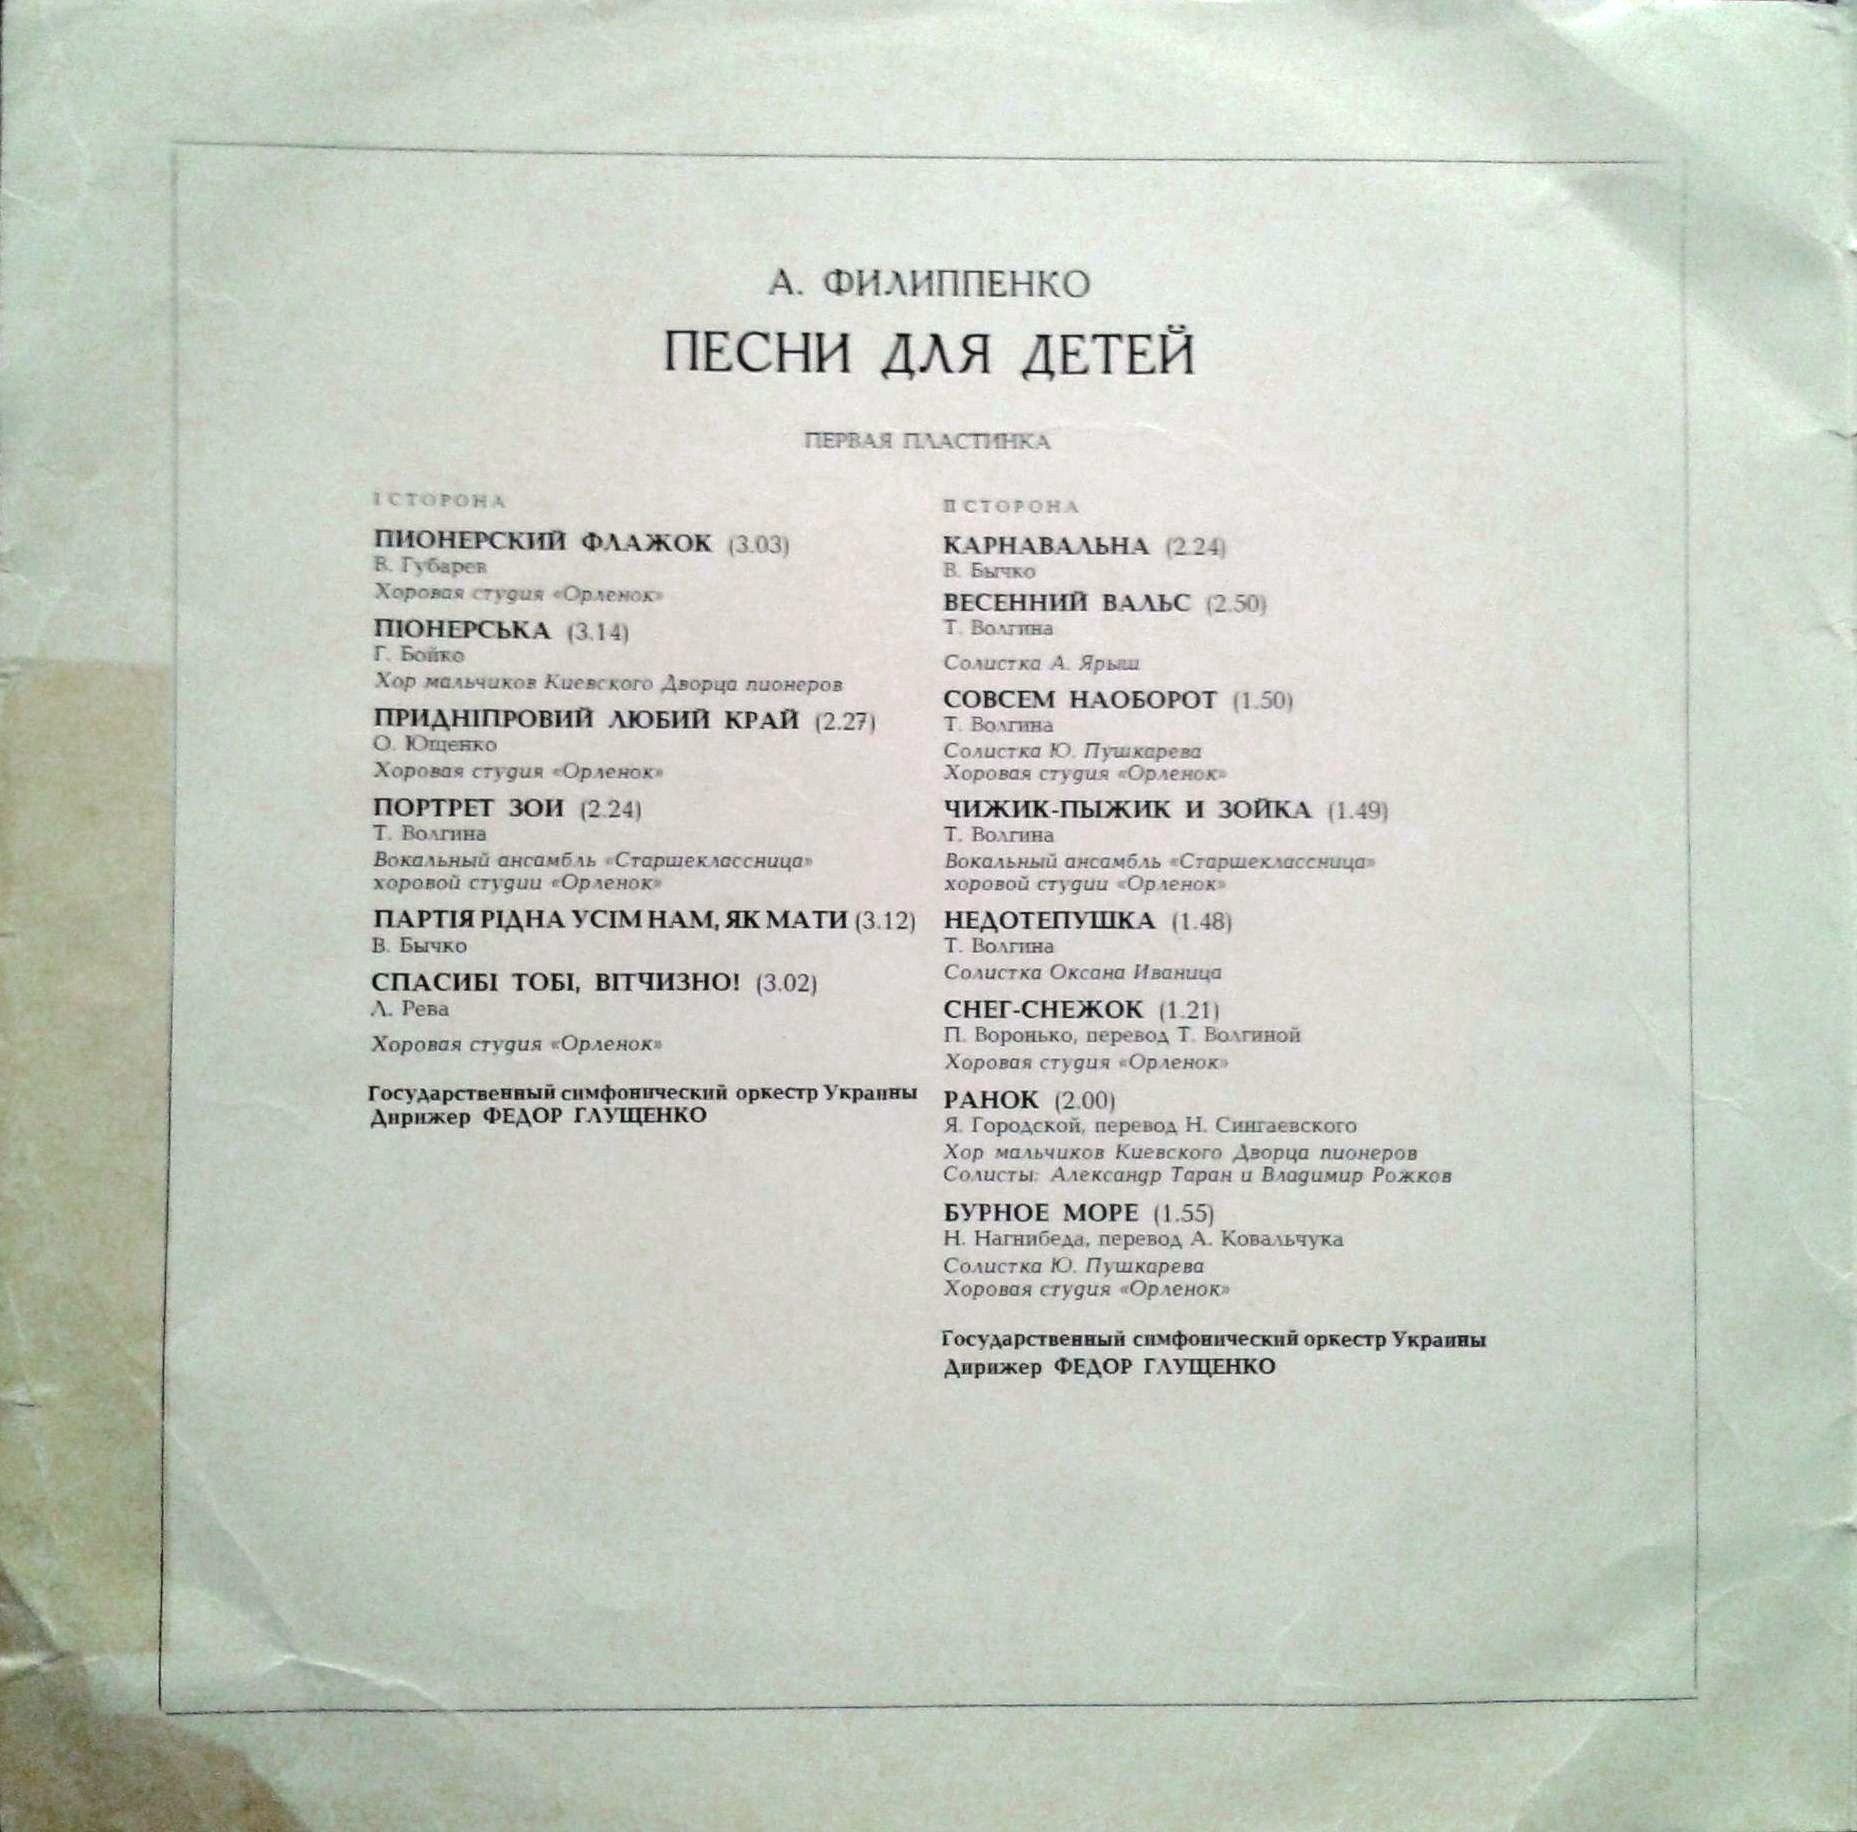 А. ФИЛИППЕНКО
ПЕСНИ ДЛЯ ДЕТЕЙ
ПЕРВАЯ ПЛАСТИНКА
I СТОРОНА
ПИОНЕРСКИЙ ФЛАЖОК (3.03)
В. Губарев
Хоровая студия «Орленок»
ПІОНЕРСЬКА (3.14)
Г. Бойко
Хор мальчиков Киевского Дворца пионеров
ПРИДНІПРОВИЙ ЛЮБИЙ КРАЙ (2.27)
О. Ющенко
Хоровая студия «Орленок»
ПОРТРЕТ ЗОИ (2.24)
Т. Волгина
Вокальный ансамбль «Старшеклассница»
хоровой студии «Орленок»
ПАРТІЯ РІДНА УСІМ НАМ, ЯК МАТИ (3.12)
В. Бычко
СПАСИБІ ТОБІ, ВІТЧИЗНО! (3.02)
Л. Рева
Хоровая студия «Орленок»
Государственный симфонический оркестр Украины
Дирижер ФЕДОР ГЛУЩЕНКО
II СТОРОНА
КАРНАВАЛЬНА (2.24)
В. Бычко
ВЕСЕННИЙ ВАЛЬС (2.50)
Т. Волгина
Солистка А. Ярыш
СОВСЕМ НАОБОРОТ (1.50)
Т. Волгина
Солистка Ю. Пушкарева
Хоровая студия «Орленок»
ЧИЖИК-ПЫЖИК И ЗОЙКА (1.49)
Т. Волгина
Вокальный ансамбль «Старшеклассница»
хоровой студии «Орленок»
НЕДОТЕПУШКА (1.48)
Т. Волгина
Солистка Оксана Иваница
СНЕГ-СНЕЖОК (1.21)
П. Воронько, перевод Т. Волгиной
Хоровая студия «Орленок»
РАНОК (2.00)
Я. Городской, перевод Н. Сингаевского
Хор мальчиков Киевского Дворца пионеров
Солисты: Александр Таран и Владимир Рожков
БУРНОЕ МОРЕ (1.55)
Н. Нагнибеда, перевод А. Ковальчука
Солистка Ю. Пушкарева
Хоровая студия «Орленок»
Государственный симфонический оркестр Украины
Дирижер ФЕДОР ГЛУЩЕНКО